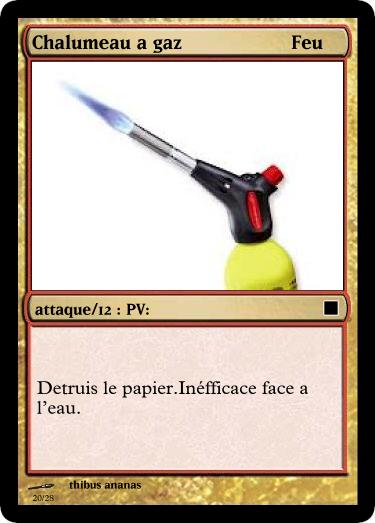 Chalumeau a gaz Feu
attaque/12 : PV:
Detruis le papier.Inéfficace face a
l'eau.
thibus ananas
20/28